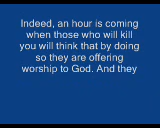 Indeed, an hour is coming
when those who will kill
you will think that by doing
so they are offering
worship to God. And they